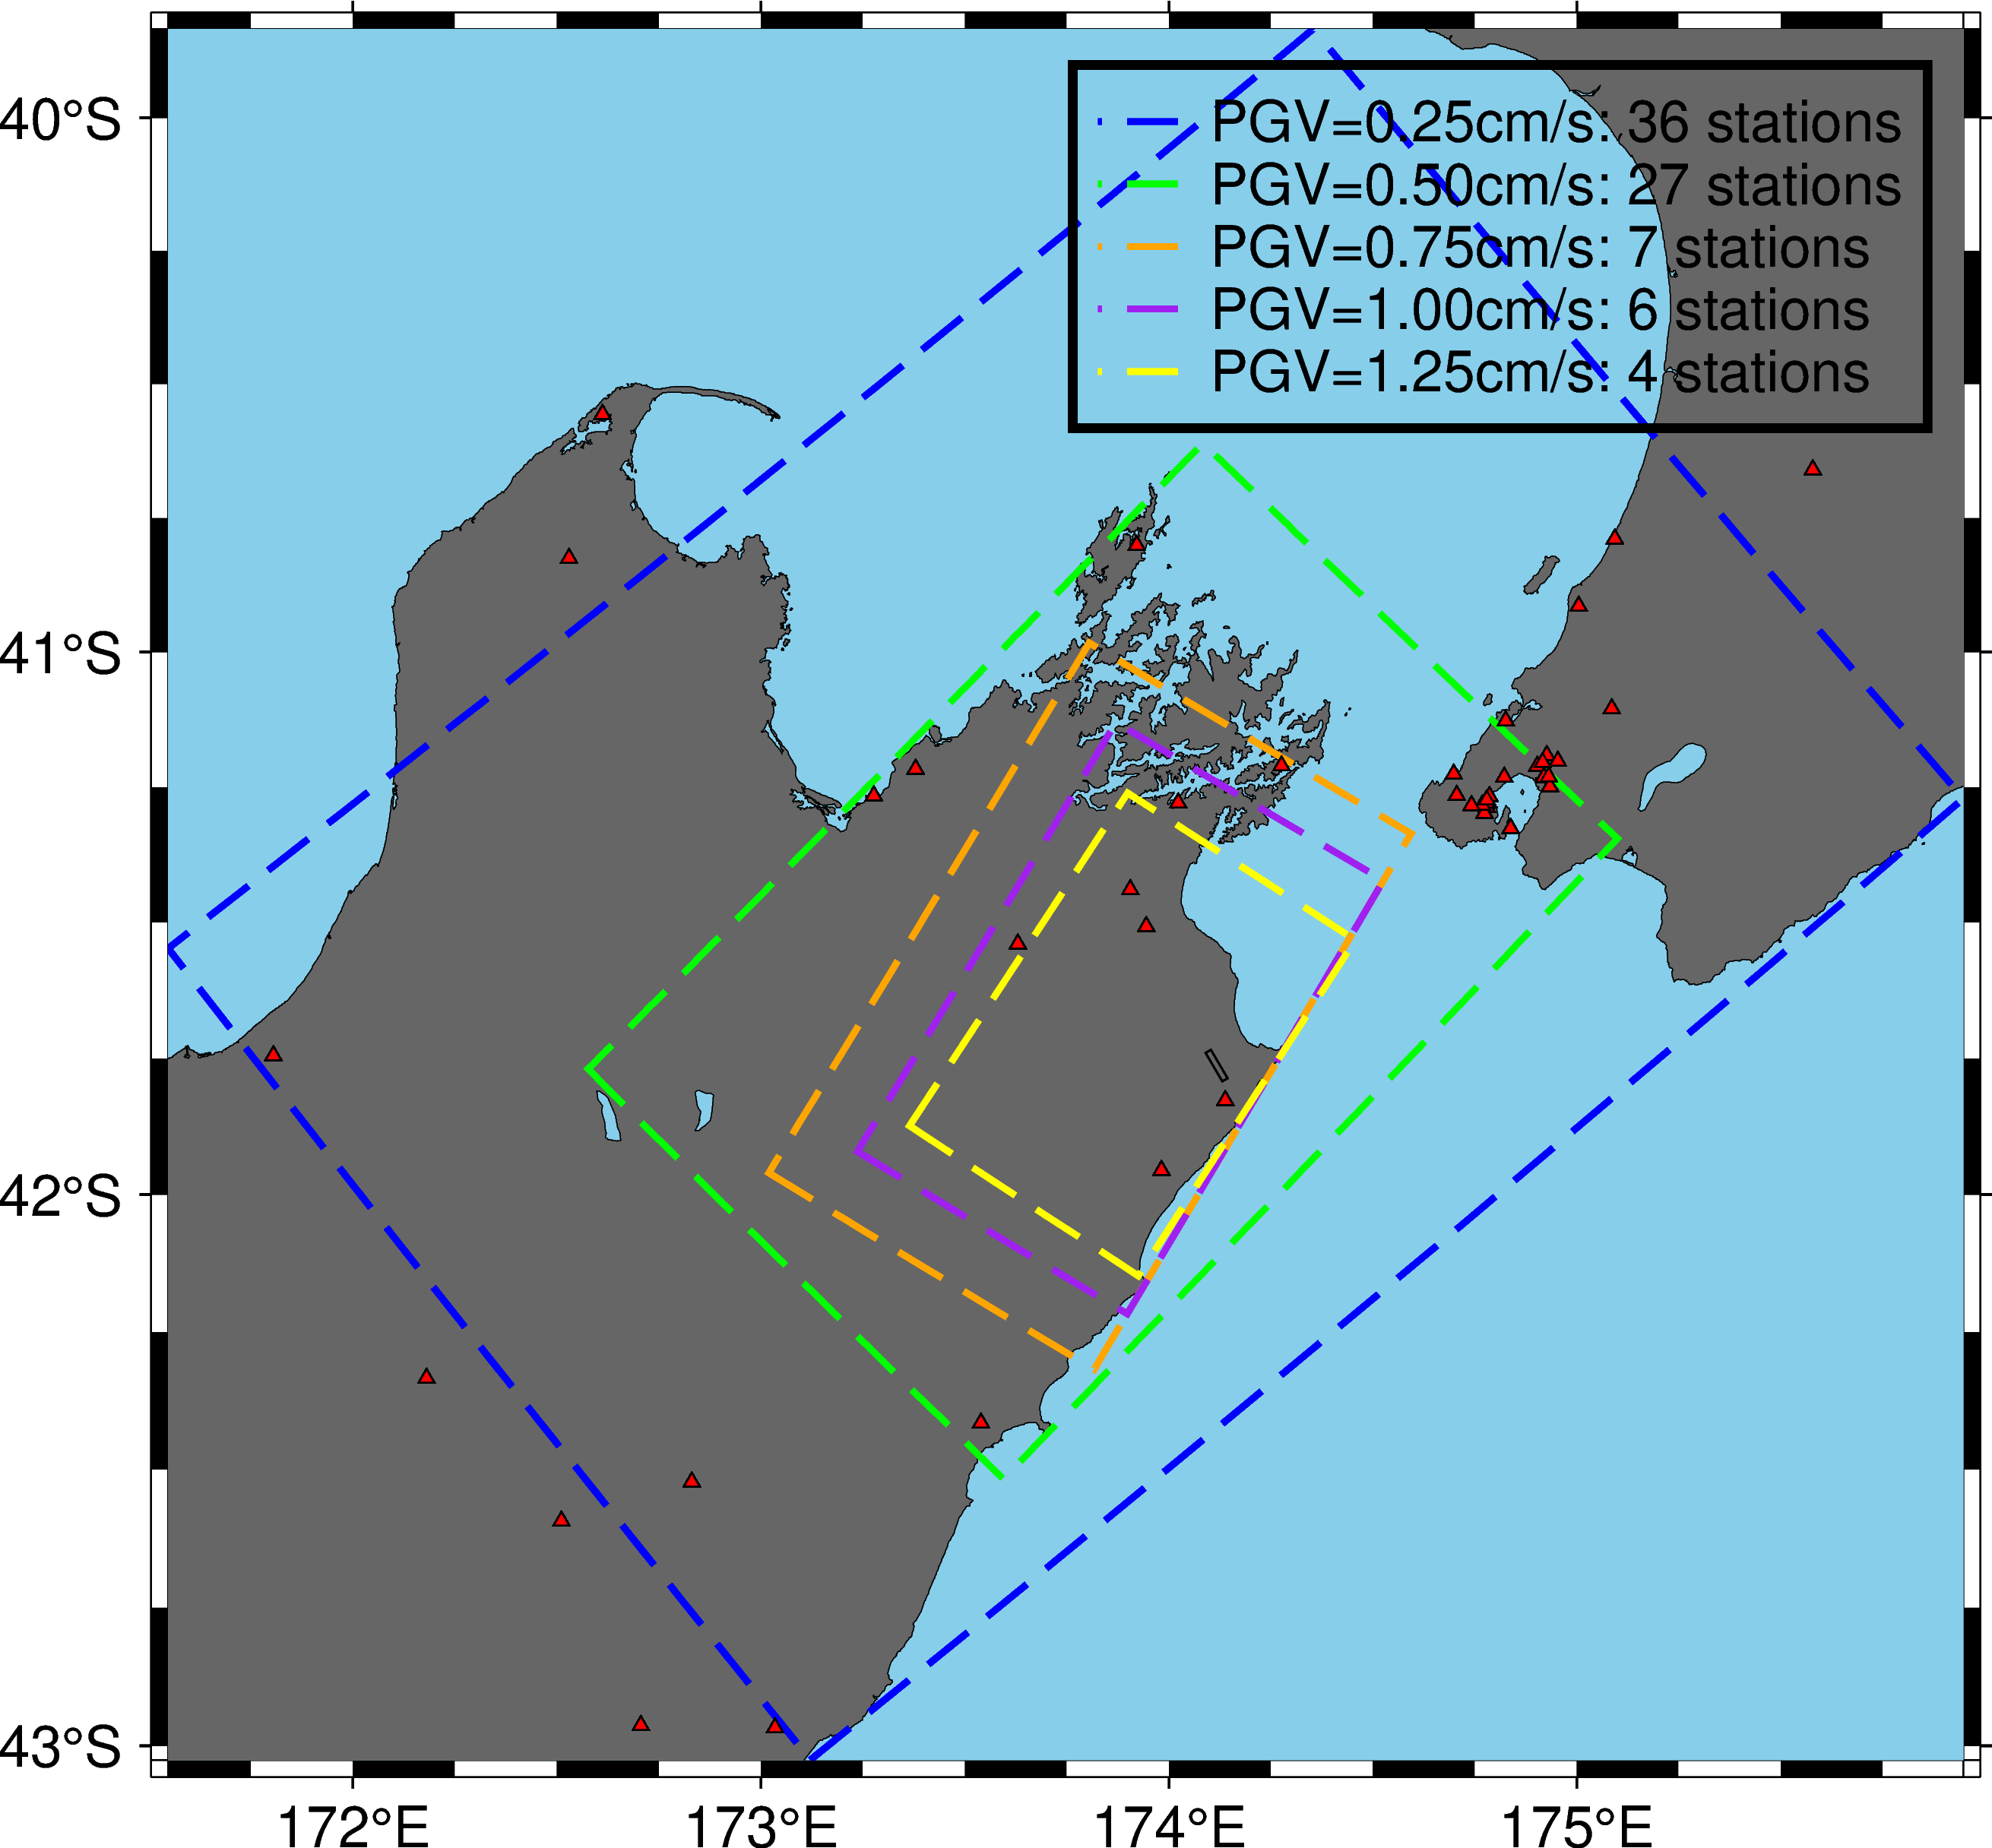 PGV=0.25cm/s: 36 stations
PGV=0.50cm/s: 27 stations
PGV=0.75cm/s: 7 stations
PGV=1.00cm/s: 6 stations
PGV=1.25cm/s: 4 stations
40°S
41°S
42°S
43°S
172°E 173°E 174°E 175°E